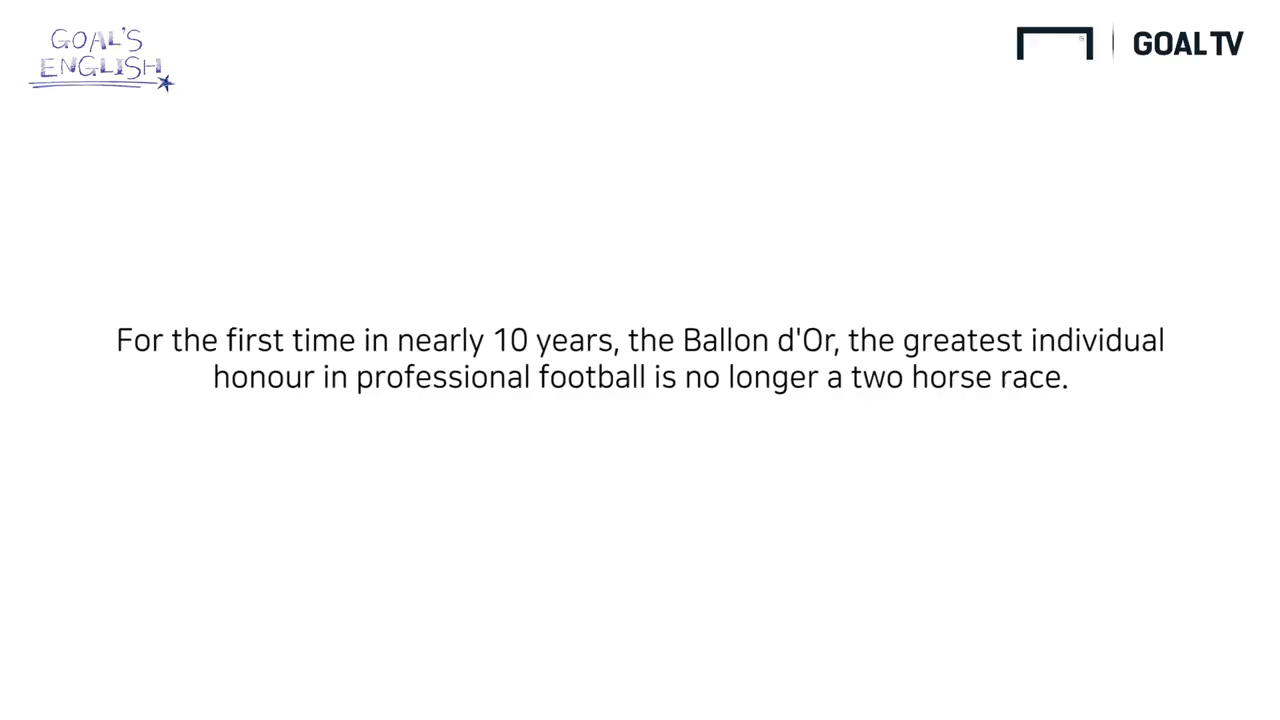 GOAL'S
ENGLISH
GOAL TV
For the first time in nearly 10 years, the Ballon d'Or, the greatest individual
honour in professional football is no longer a two horse race.